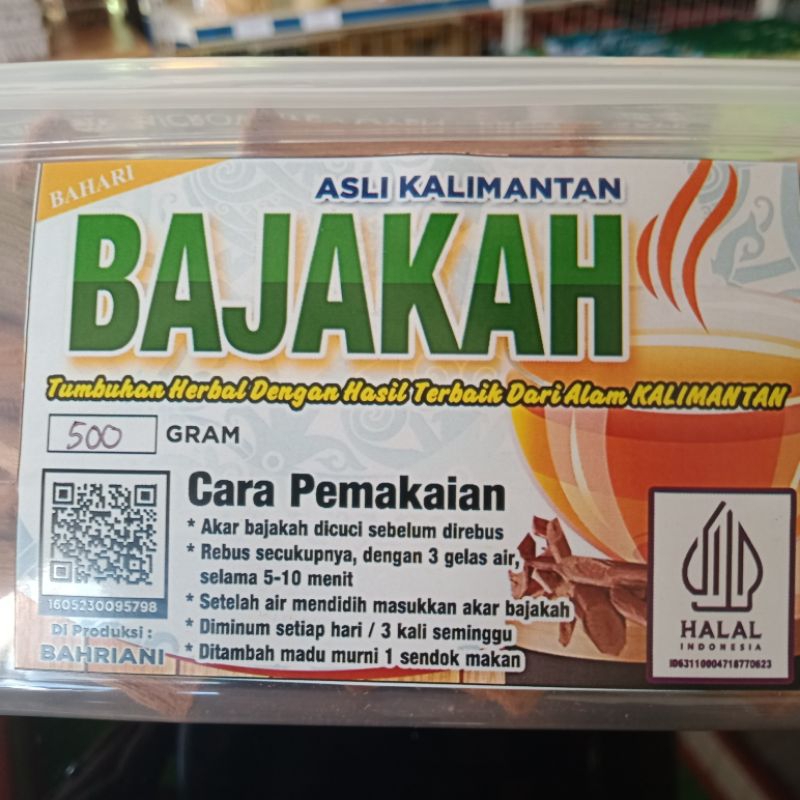 BAHARI
ASLI KALIMANTAN
BAJAKAH
Tumbuhan Herbal Dengan Hasil Terbaik Dari Alam KALIMANTAN
500 GRAM
Cara Pemakaian
* Akar bajakah dicuci sebelum direbus
* Rebus secukupnya, dengan 3 gelas air,
selama 5-10 menit
* Setelah air mendidih masukkan akar bajakah
* Diminum setiap hari / 3 kali seminggu
* Ditambah madu murni 1 sendok makan
1605230095798
Di Produksi :
BAHRIANI
HALAL
INDONESIA
ID63110004718770623